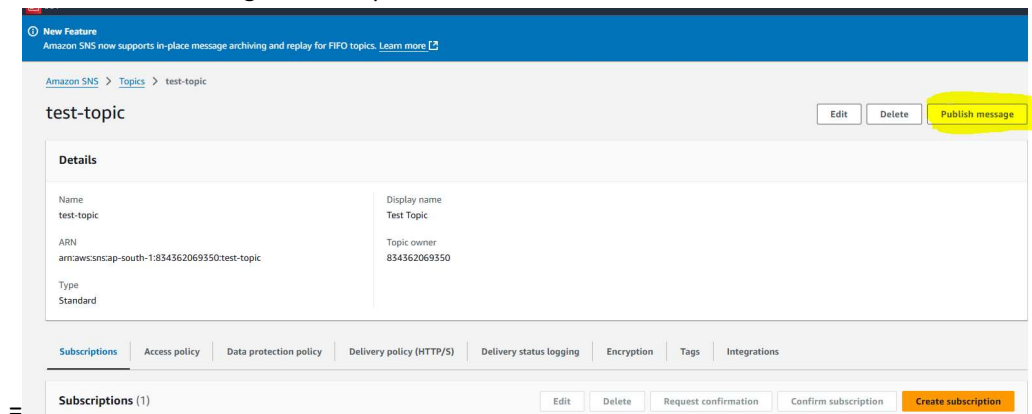 New Feature
Amazon SNS now supports in-place message archiving and replay for FIFO topics. Learn more
Amazon SNS > Topics > test-topic
test-topic
Edit Delete Publish message
Details
Name Display name
test-topic Test Topic
ARN Topic owner
arn:aws:sns:ap-south-1:834362069350:test-topic 834362069350
Type
Standard
Subscriptions Access policy Data protection policy Delivery policy (HTTP/S) Delivery status logging Encryption Tags Integrations
Subscriptions (1) Edit Delete Request confirmation Confirm subscription Create subscription